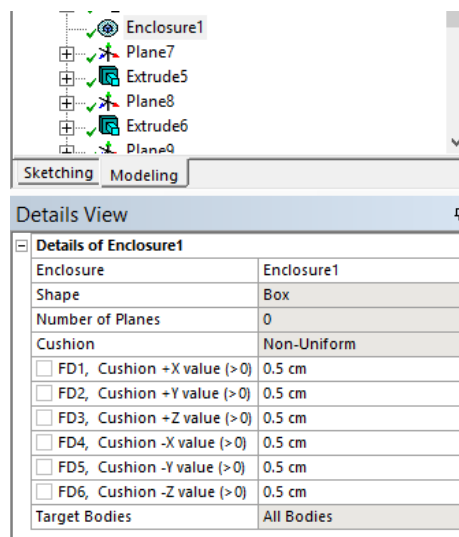 Enclosure1
Plane7
Extrude5
Plane8
Extrude6
Plane9
Sketching Modeling
Details View
Details of Enclosure1
Enclosure Enclosure1
Shape Box
Number of Planes 0
Cushion Non-Uniform
FD1, Cushion +X value (>0) 0.5 cm
FD2, Cushion +Y value (>0) 0.5 cm
FD3, Cushion +Z value (>0) 0.5 cm
FD4, Cushion -X value (>0) 0.5 cm
FD5, Cushion -Y value (>0) 0.5 cm
FD6, Cushion -Z value (>0) 0.5 cm
Target Bodies All Bodies